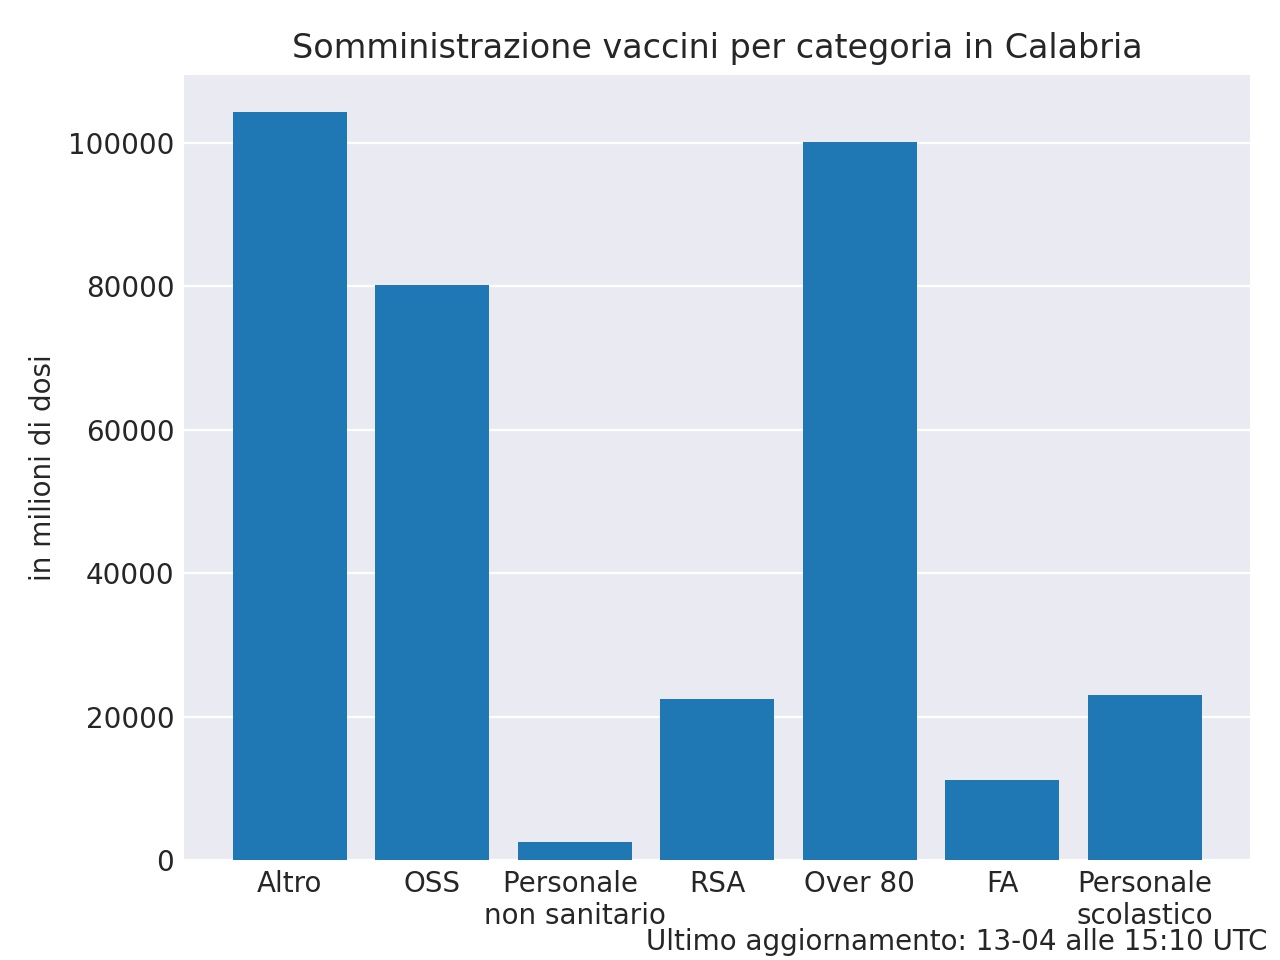 Somministrazione vaccini per categoria in Calabria
in milioni di dosi
100000
80000
60000
40000
20000
0
Altro
OSS
Personale
non sanitario
RSA
Over 80
FA
Personale
scolastico
Ultimo aggiornamento: 13-04 alle 15:10 UTC